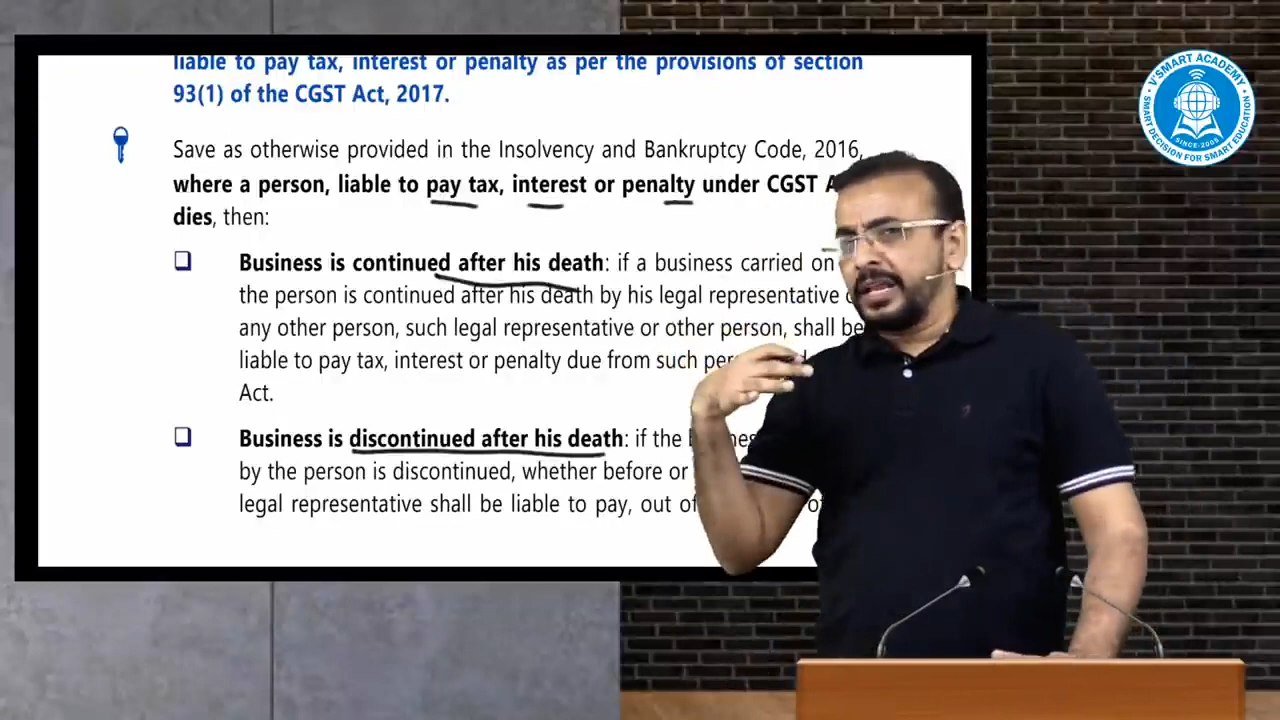 liable to pay tax, interest or penalty as per the provisions of section
93(1) of the CGST Act, 2017.
Save as otherwise provided in the Insolvency and Bankruptcy Code, 2016,
where a person, liable to pay tax, interest or penalty under CGST
dies, then:
Business is continued after his death: if a business carried on
the person is continued after his death by his legal representative
any other person, such legal representative or other person, shall be
liable to pay tax, interest or penalty due from such
Act.
Business is discontinued after his death: if the
by the person is discontinued, whether before or
legal representative shall be liable to pay, out of
V'SMART ACADEMY
SINCE-2005
SMART DECISION FOR SMART EDUCATION